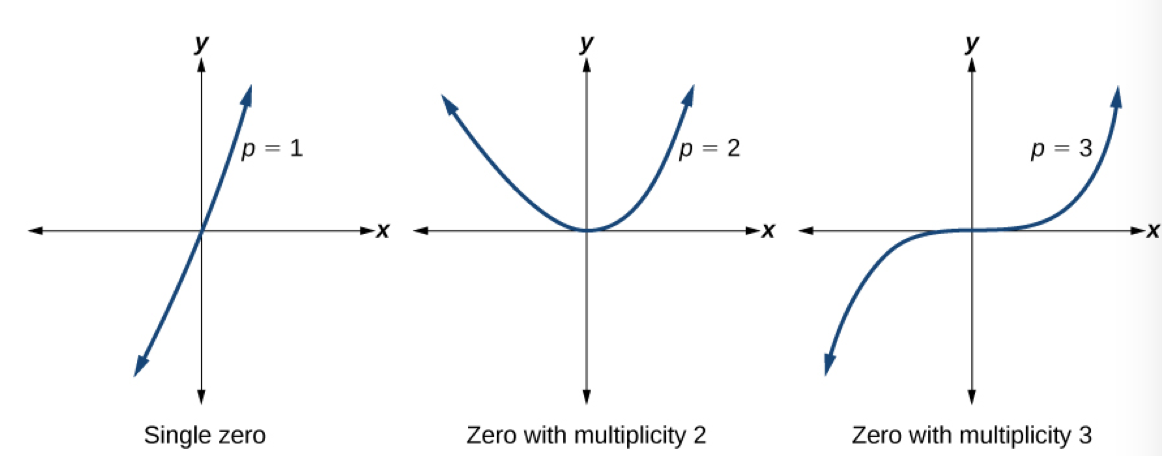 y
p = 1
x
Single zero
y
p = 2
x
Zero with multiplicity 2
y
p = 3
x
Zero with multiplicity 3